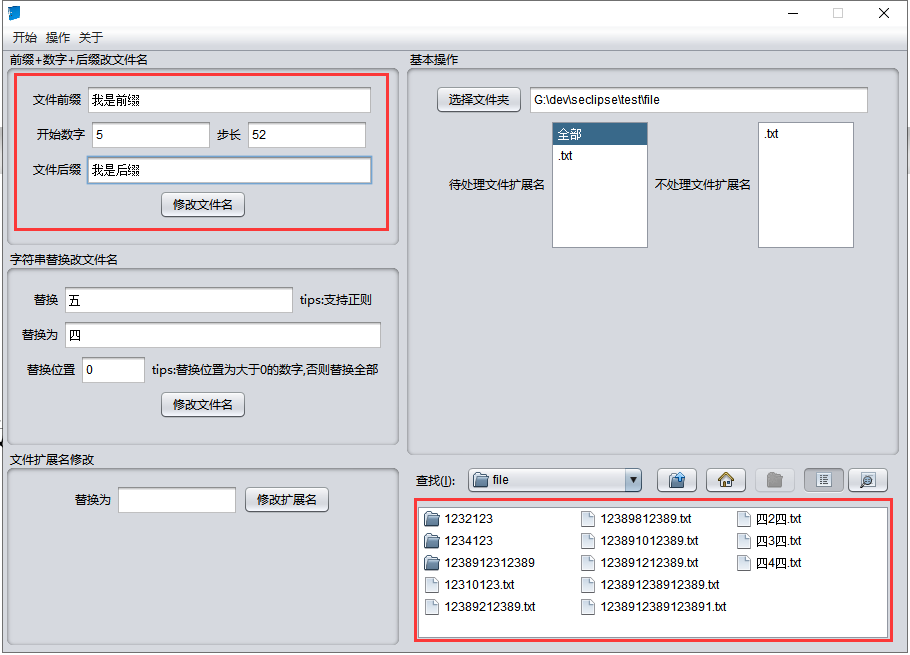 开始 操作 关于
前缀+数字+后缀改文件名
文件前缀 我是前缀
开始数字 5 步长 52
文件后缀 我是后缀
修改文件名
字符串替换改文件名
替换 五 tips:支持正则
替换为 四
替换位置 0 tips:替换位置为大于0的数字,否则替换全部
修改文件名
文件扩展名修改
替换为 修改扩展名
基本操作
选择文件夹 G:\dev\seclipse\test\file
待处理文件扩展名
全部
.txt
不处理文件扩展名
.txt
查找(I): file
1232123
1234123
1238912312389
12310123.txt
12389212389.txt
12389812389.txt
123891012389.txt
123891212389.txt
123891238912389.txt
1238912389123891.txt
四2四.txt
四3四.txt
四4四.txt